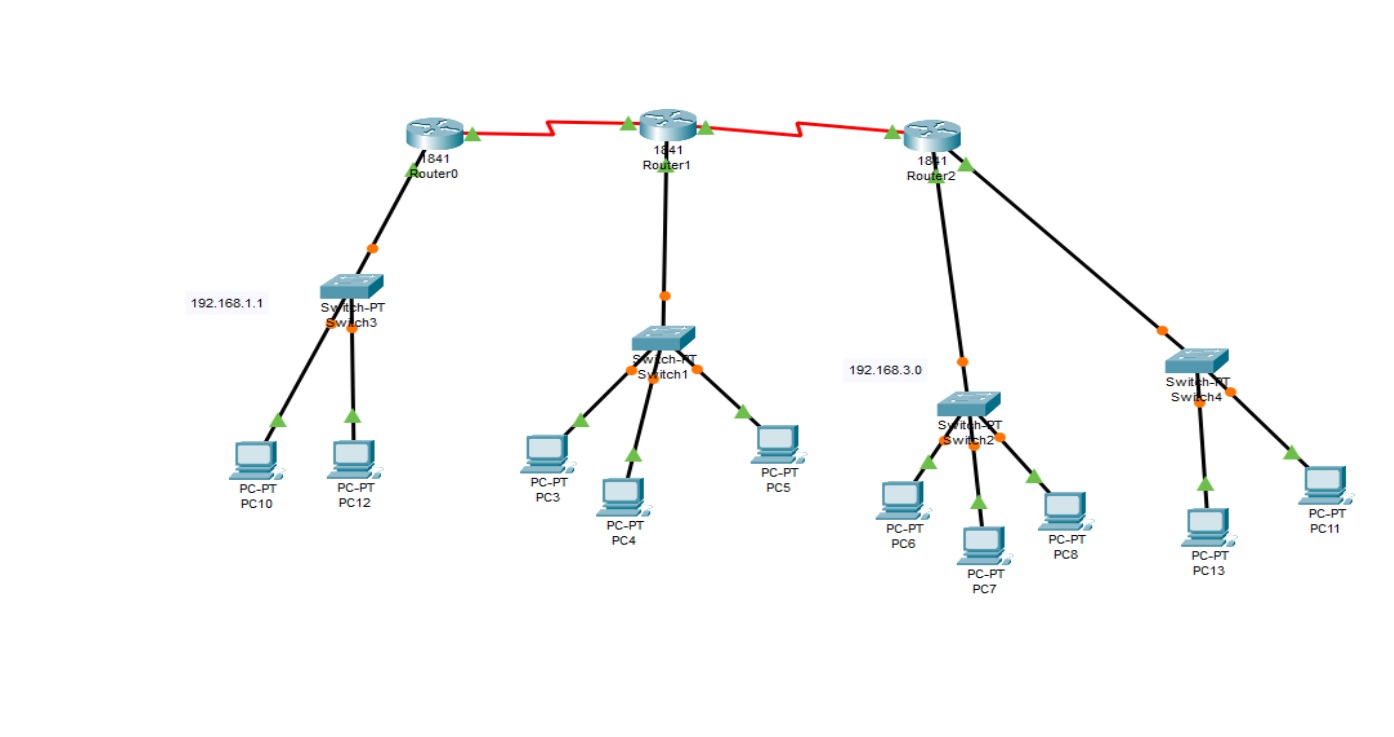 1841
Router0
1841
Router1
1841
Router2
192.168.1.1
Switch-PT
Switch3
Switch-PT
Switch1
192.168.3.0
Switch-PT
Switch2
Switch-PT
Switch4
PC-PT
PC10
PC-PT
PC12
PC-PT
PC3
PC-PT
PC4
PC-PT
PC5
PC-PT
PC6
PC-PT
PC7
PC-PT
PC8
PC-PT
PC13
PC-PT
PC11